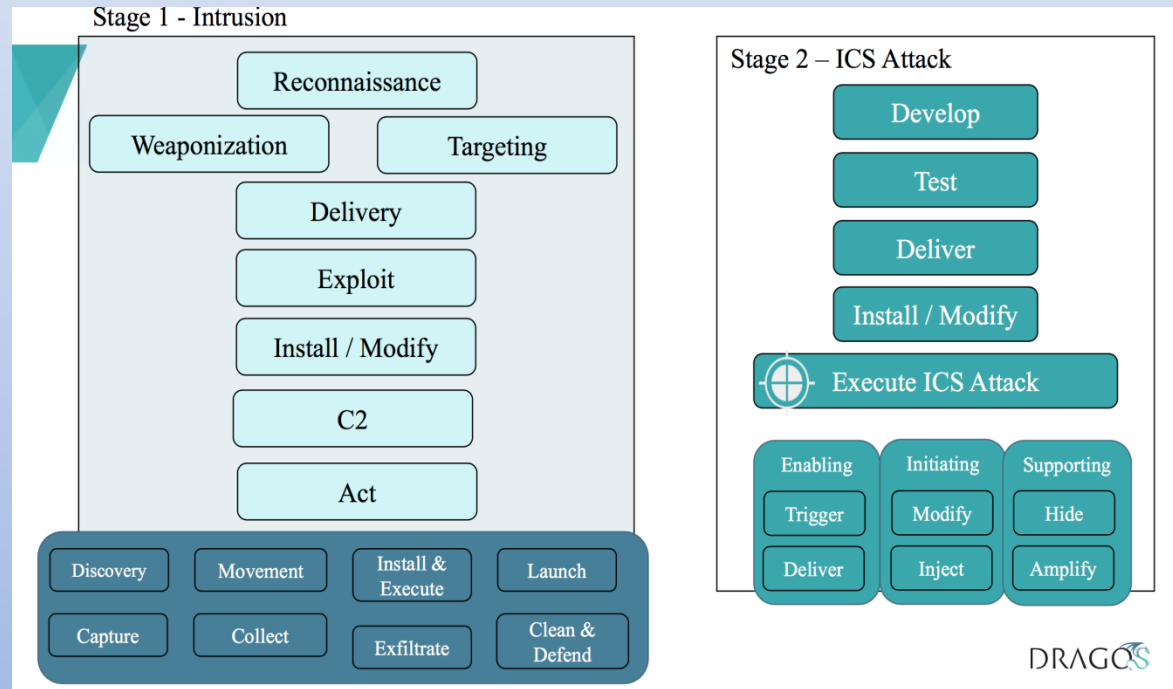 Stage 1 - Intrusion
Reconnaissance
Weaponization
Targeting
Delivery
Exploit
Install / Modify
C2
Act
Discovery
Movement
Install &
Execute
Launch
Capture
Collect
Exfiltrate
Clean &
Defend
Stage 2 – ICS Attack
Develop
Test
Deliver
Install / Modify
Execute ICS Attack
Enabling
Trigger
Deliver
Initiating
Modify
Inject
Supporting
Hide
Amplify
DRAGOS